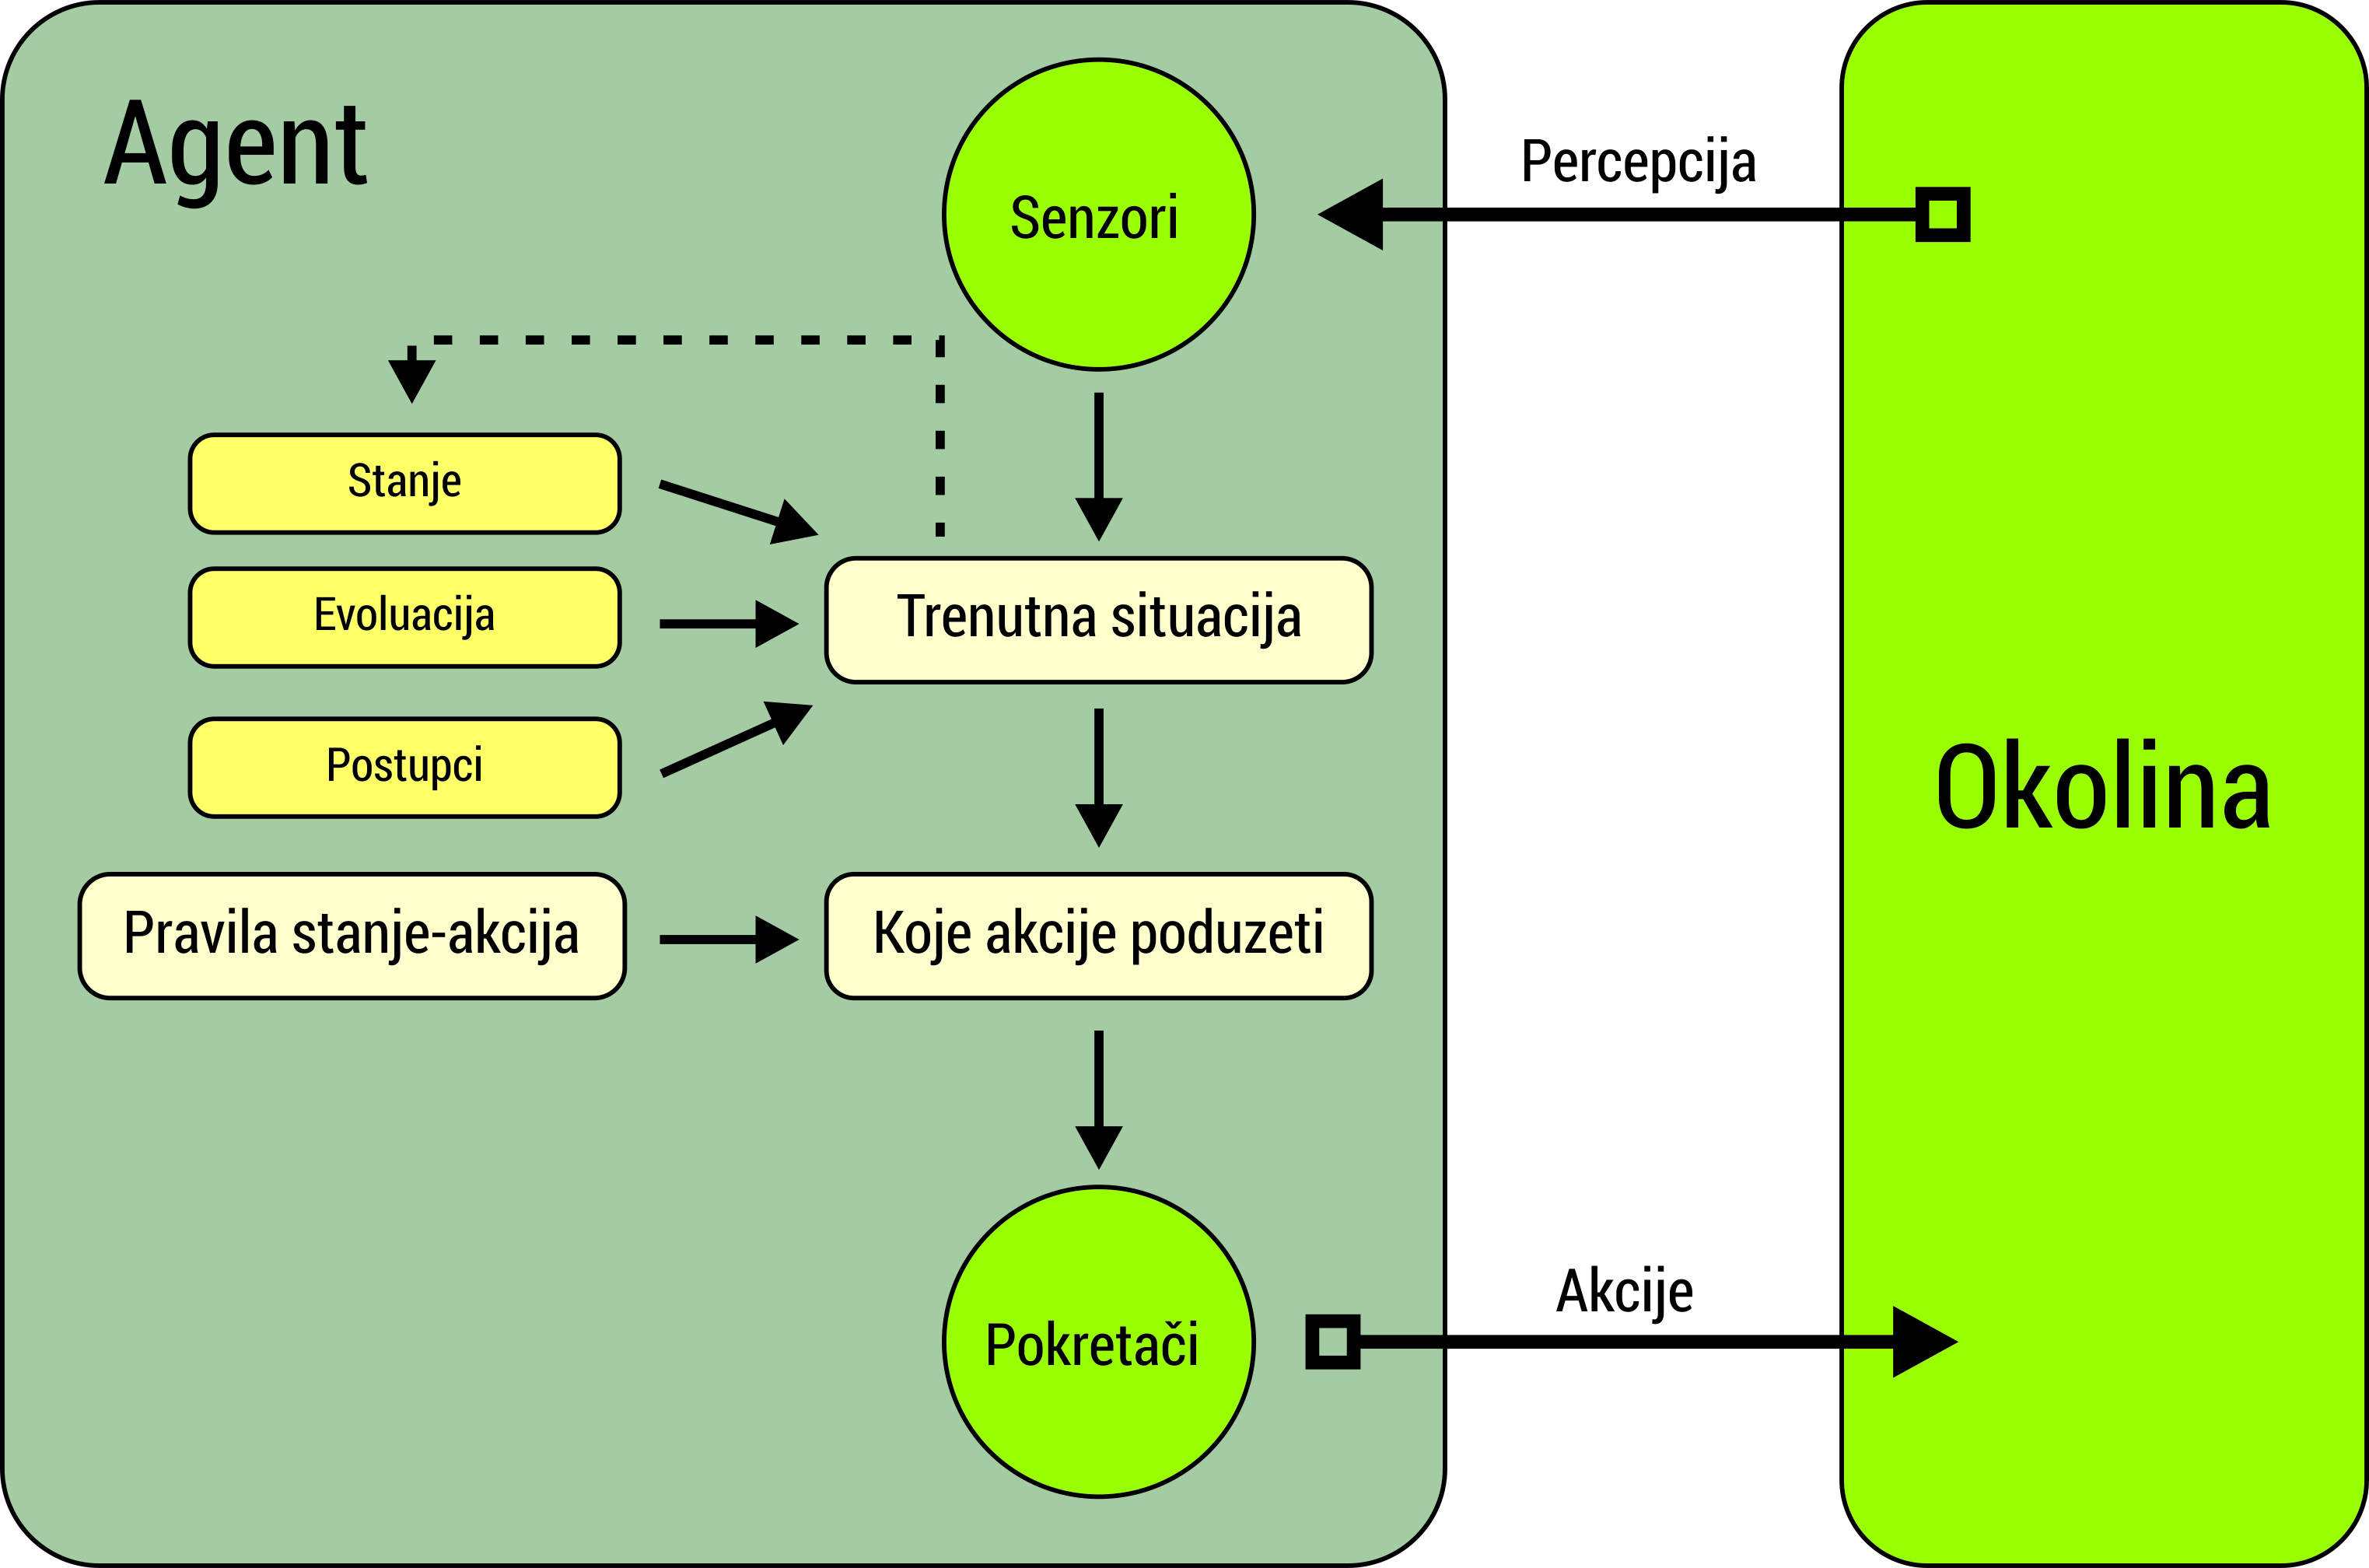 Agent
Senzori
Percepcija
Stanje
Evoluacija
Trenutna situacija
Postupci
Okolina
Pravila stanje-akcija
Koje akcije poduzeti
Akcije
Pokretači